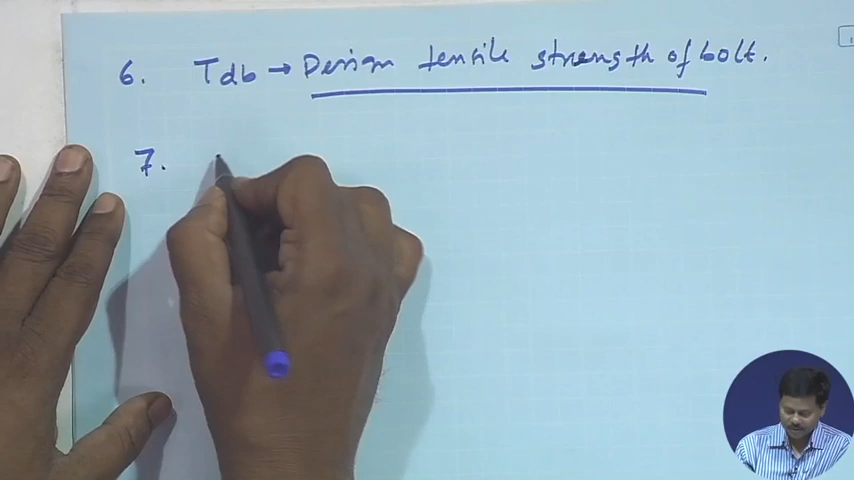 6. Tdb → Design tensile strength of bolt.
7.